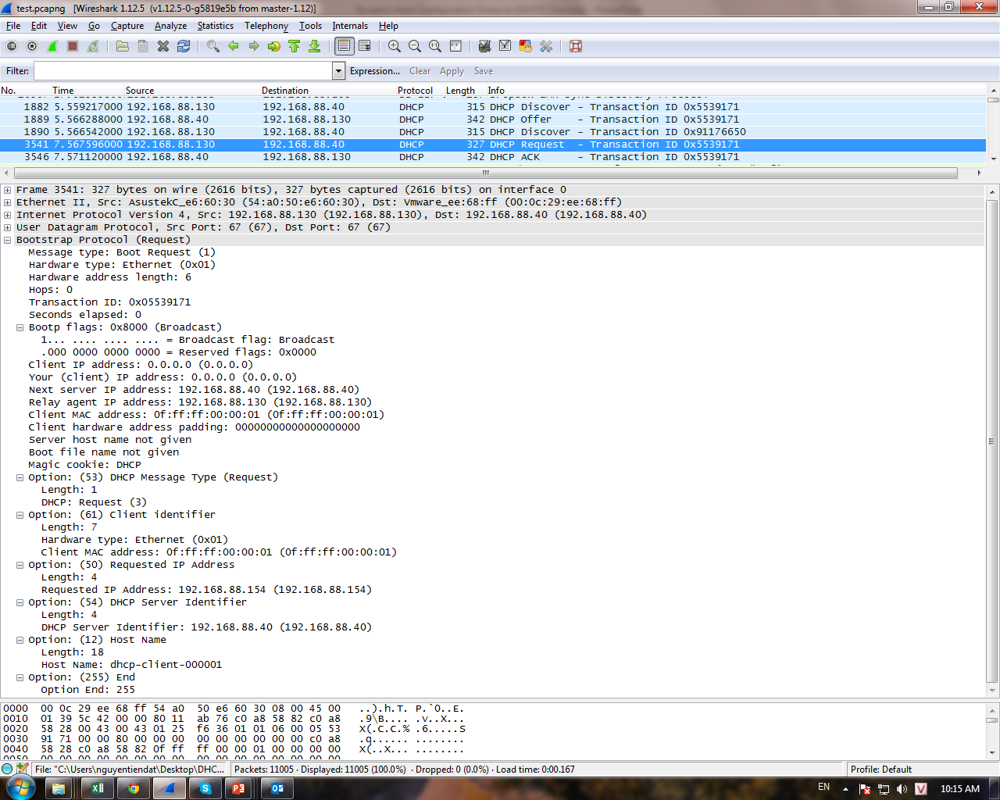 test.pcapng   [Wireshark 1.12.5  (v1.12.5-0-g5819e5b from master-1.12)]
File  Edit  View  Go  Capture  Analyze  Statistics  Telephony  Tools  Internals  Help
Filter:  Expression...  Clear  Apply  Save
No.  Time  Source  Destination  Protocol  Length  Info
1882 5.559217000 192.168.88.130 192.168.88.40 DHCP 315 DHCP Discover - Transaction ID 0x5539171
1889 5.566288000 192.168.88.40 192.168.88.130 DHCP 342 DHCP Offer    - Transaction ID 0x5539171
1890 5.566542000 192.168.88.130 192.168.88.40 DHCP 315 DHCP Discover - Transaction ID 0x91176650
3541 7.567596000 192.168.88.130 192.168.88.40 DHCP 327 DHCP Request  - Transaction ID 0x5539171
3546 7.571120000 192.168.88.40 192.168.88.130 DHCP 342 DHCP ACK      - Transaction ID 0x5539171
Frame 3541: 327 bytes on wire (2616 bits), 327 bytes captured (2616 bits) on interface 0
Ethernet II, Src: AsustekC_e6:60:30 (54:a0:50:e6:60:30), Dst: Vmware_ee:68:ff (00:0c:29:ee:68:ff)
Internet Protocol Version 4, Src: 192.168.88.130 (192.168.88.130), Dst: 192.168.88.40 (192.168.88.40)
User Datagram Protocol, Src Port: 67 (67), Dst Port: 67 (67)
Bootstrap Protocol (Request)
Message type: Boot Request (1)
Hardware type: Ethernet (0x01)
Hardware address length: 6
Hops: 0
Transaction ID: 0x05539171
Seconds elapsed: 0
Bootp flags: 0x8000 (Broadcast)
1... .... .... .... = Broadcast flag: Broadcast
.000 0000 0000 0000 = Reserved flags: 0x0000
Client IP address: 0.0.0.0 (0.0.0.0)
Your (client) IP address: 0.0.0.0 (0.0.0.0)
Next server IP address: 192.168.88.40 (192.168.88.40)
Relay agent IP address: 192.168.88.130 (192.168.88.130)
Client MAC address: 0f:ff:ff:00:00:01 (0f:ff:ff:00:00:01)
Client hardware address padding: 00000000000000000000
Server host name not given
Boot file name not given
Magic cookie: DHCP
Option: (53) DHCP Message Type (Request)
Length: 1
DHCP: Request (3)
Option: (61) Client identifier
Length: 7
Hardware type: Ethernet (0x01)
Client MAC address: 0f:ff:ff:00:00:01 (0f:ff:ff:00:00:01)
Option: (50) Requested IP Address
Length: 4
Requested IP Address: 192.168.88.154 (192.168.88.154)
Option: (54) DHCP Server Identifier
Length: 4
DHCP Server Identifier: 192.168.88.40 (192.168.88.40)
Option: (12) Host Name
Length: 18
Host Name: dhcp-client-000001
Option: (255) End
Option End: 255
0000  00 0c 29 ee 68 ff 54 a0  50 e6 60 30 08 00 45 00   ..).h.T. P.`0..E.
0010  01 39 5c 42 00 00 80 11  ab 76 c0 a8 58 82 c0 a8   .9\B.... .v..X...
0020  58 28 00 43 00 43 01 25  f6 36 01 01 06 00 05 53   X(.C.C.% .6.....S
0030  91 71 00 00 80 00 00 00  00 00 00 00 00 00 c0 a8   .q...... ........
0040  58 28 c0 a8 58 82 0f ff  ff 00 00 01 00 00 00 00   X(..X... ........
File: "C:\Users\nguyentiendat\Desktop\DHC...  Packets: 11005 · Displayed: 11005 (100.0%)  · Dropped: 0 (0.0%) · Load time: 0:00.167  Profile: Default
EN  10:15 AM